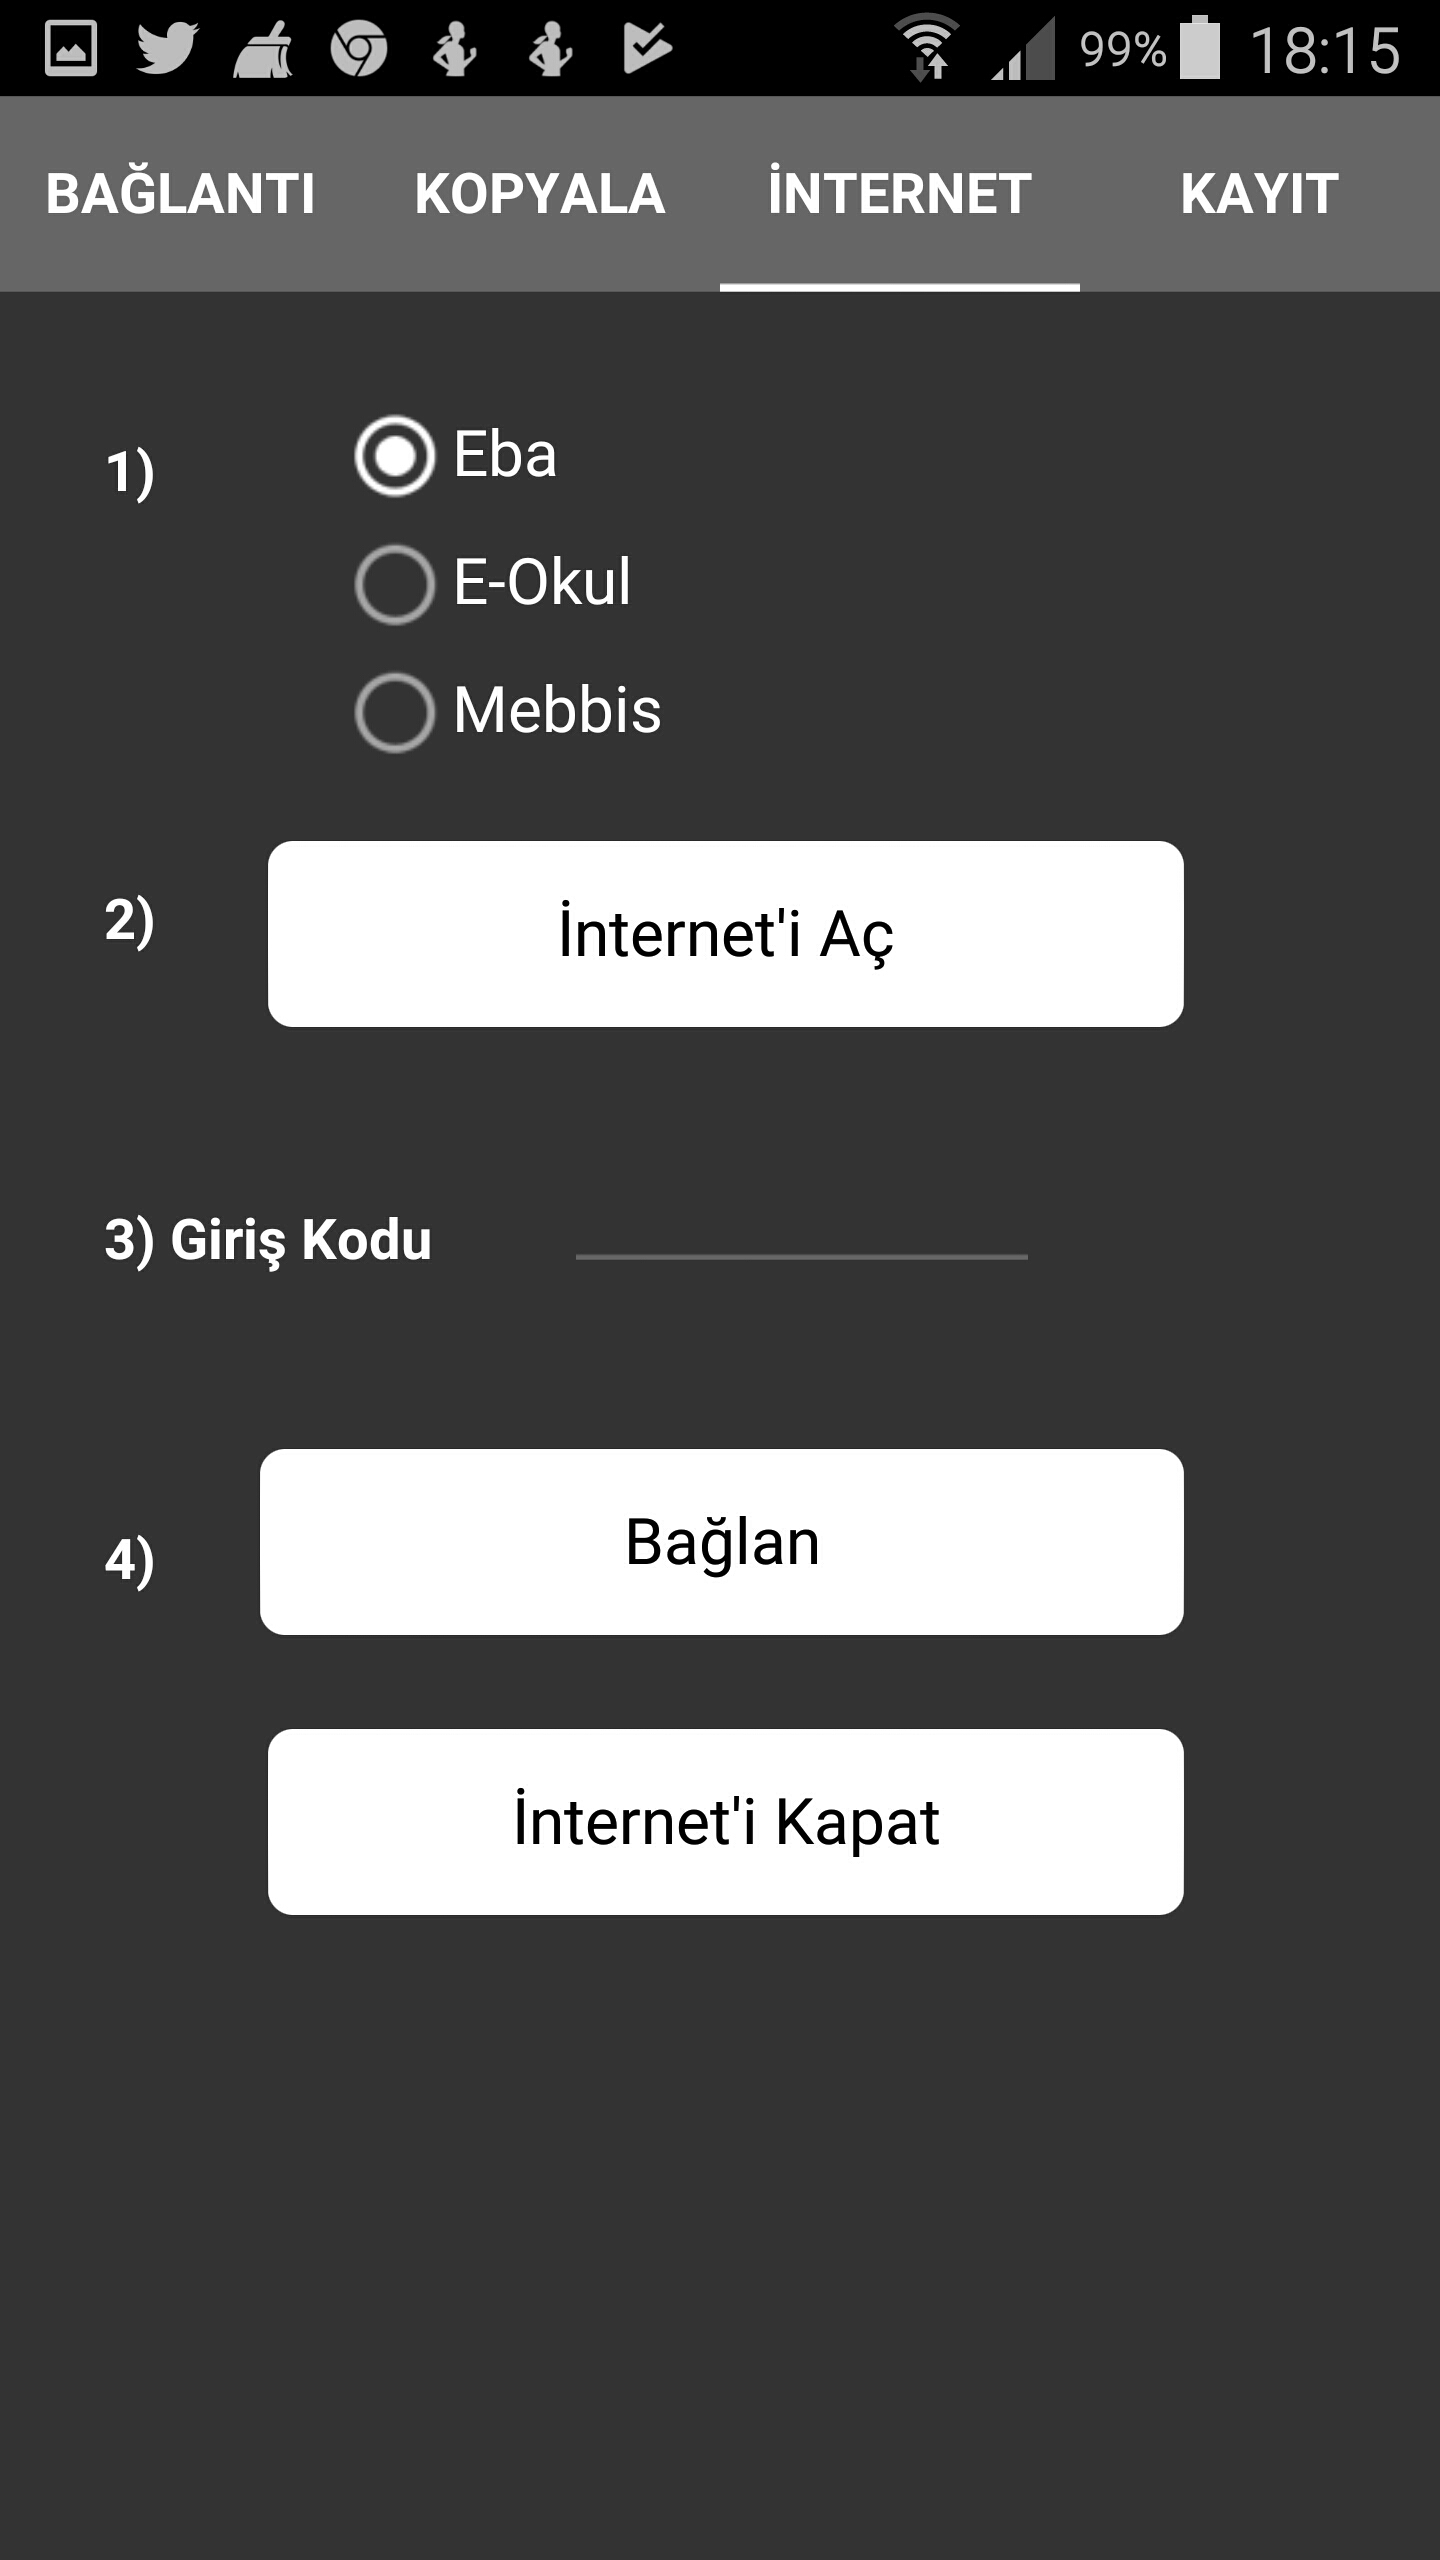 99% 18:15
BAĞLANTI KOPYALA İNTERNET KAYIT
1) Eba
E-Okul
Mebbis
2) İnternet'i Aç
3) Giriş Kodu
4) Bağlan
İnternet'i Kapat